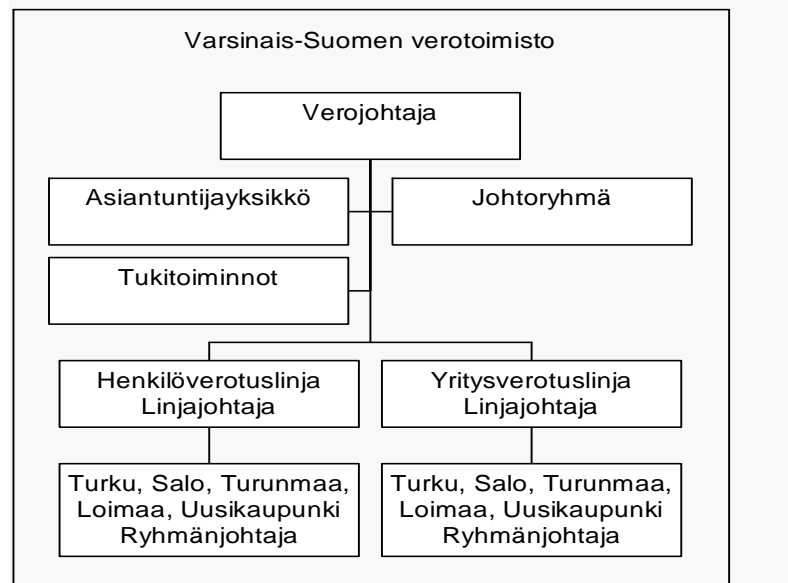 Varsinais-Suomen verotoimisto
Verojohtaja
Asiantuntijayksikkö
Johtoryhmä
Tukitoiminnot
Henkilöverotuslinja
Linjajohtaja
Yritysverotuslinja
Linjajohtaja
Turku, Salo, Turunmaa,
Loimaa, Uusikaupunki
Ryhmänjohtaja
Turku, Salo, Turunmaa,
Loimaa, Uusikaupunki
Ryhmänjohtaja